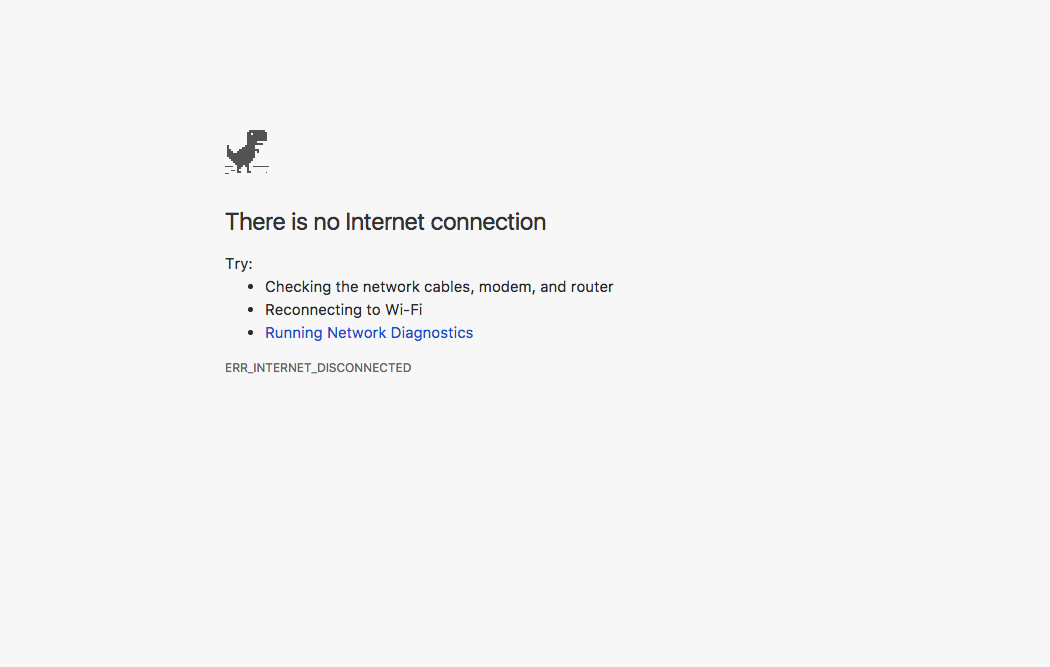 There is no Internet connection
Try:
• Checking the network cables, modem, and router
• Reconnecting to Wi-Fi
• Running Network Diagnostics
ERR_INTERNET_DISCONNECTED